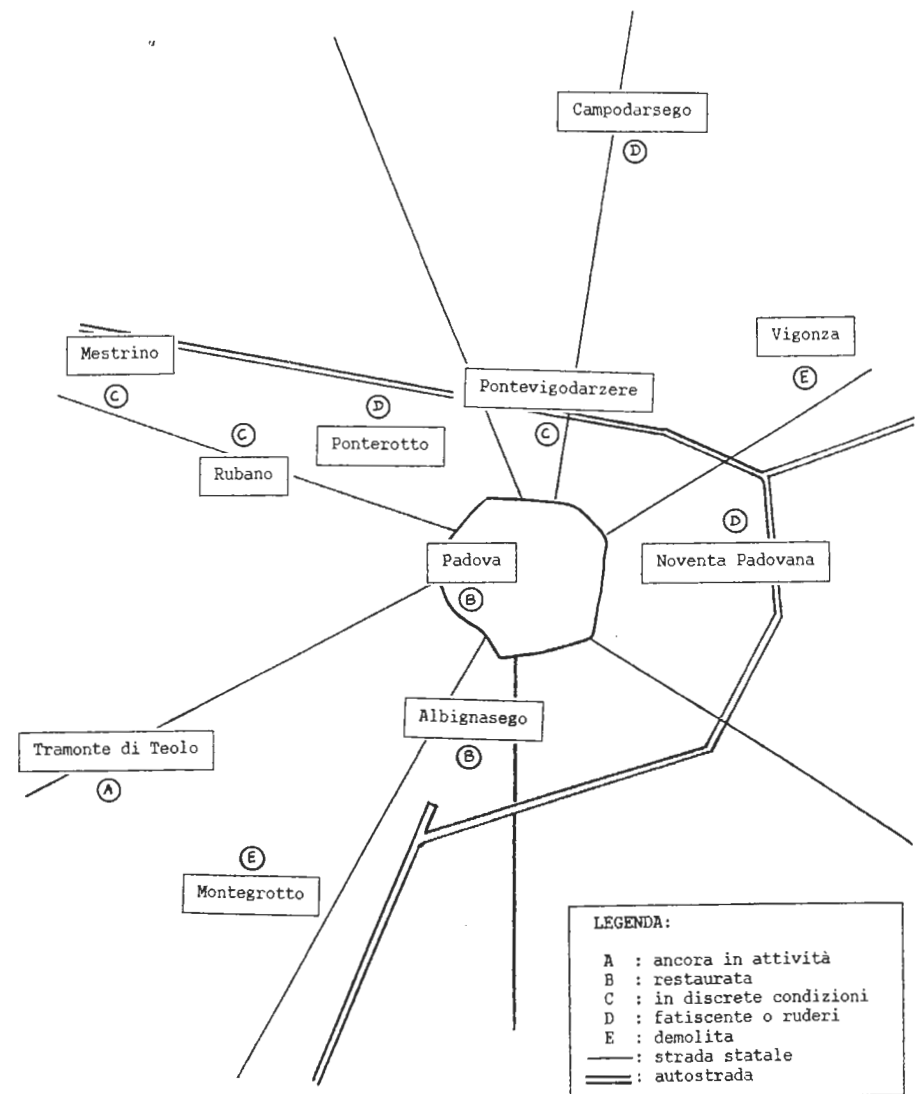 Campodarsego
D
Vigonza
E
Mestrino
C
Pontevigodarzere
C
D
Ponterotto
C
Rubano
D
Noventa Padovana
Padova
B
Albignasego
B
Tramonte di Teolo
A
E
Montegrotto
LEGENDA:
A : ancora in attività
B : restaurata
C : in discrete condizioni
D : fatiscente o ruderi
E : demolita
: strada statale
: autostrada